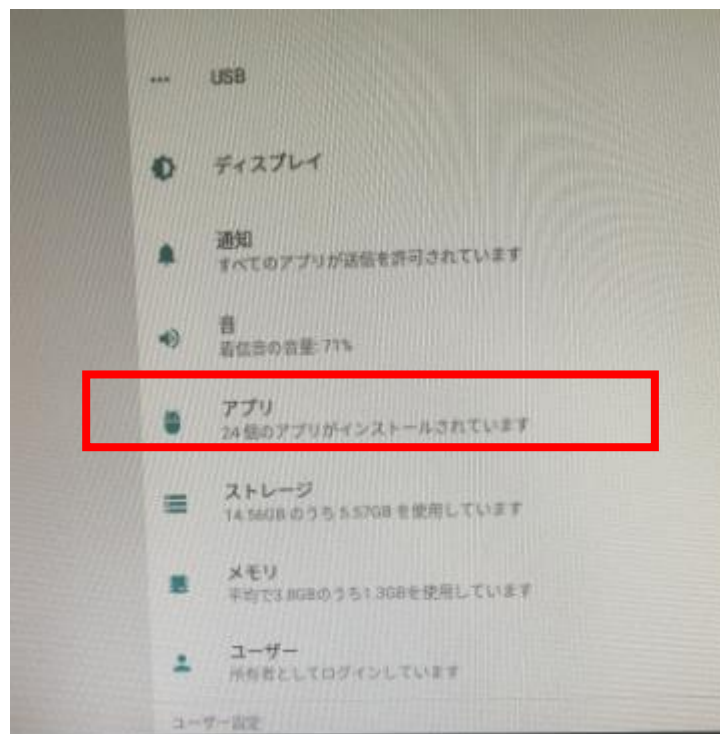 USB
ディスプレイ
通知
すべてのアプリが送信を許可されています
音
着信音の音量: 71%
アプリ
24 個のアプリがインストールされています
ストレージ
14.56GB のうち 5.57GB を使用しています
メモリ
平均で3.8GBのうち1.3GBを使用しています
ユーザー
所有者としてログインしています
ユーザー設定